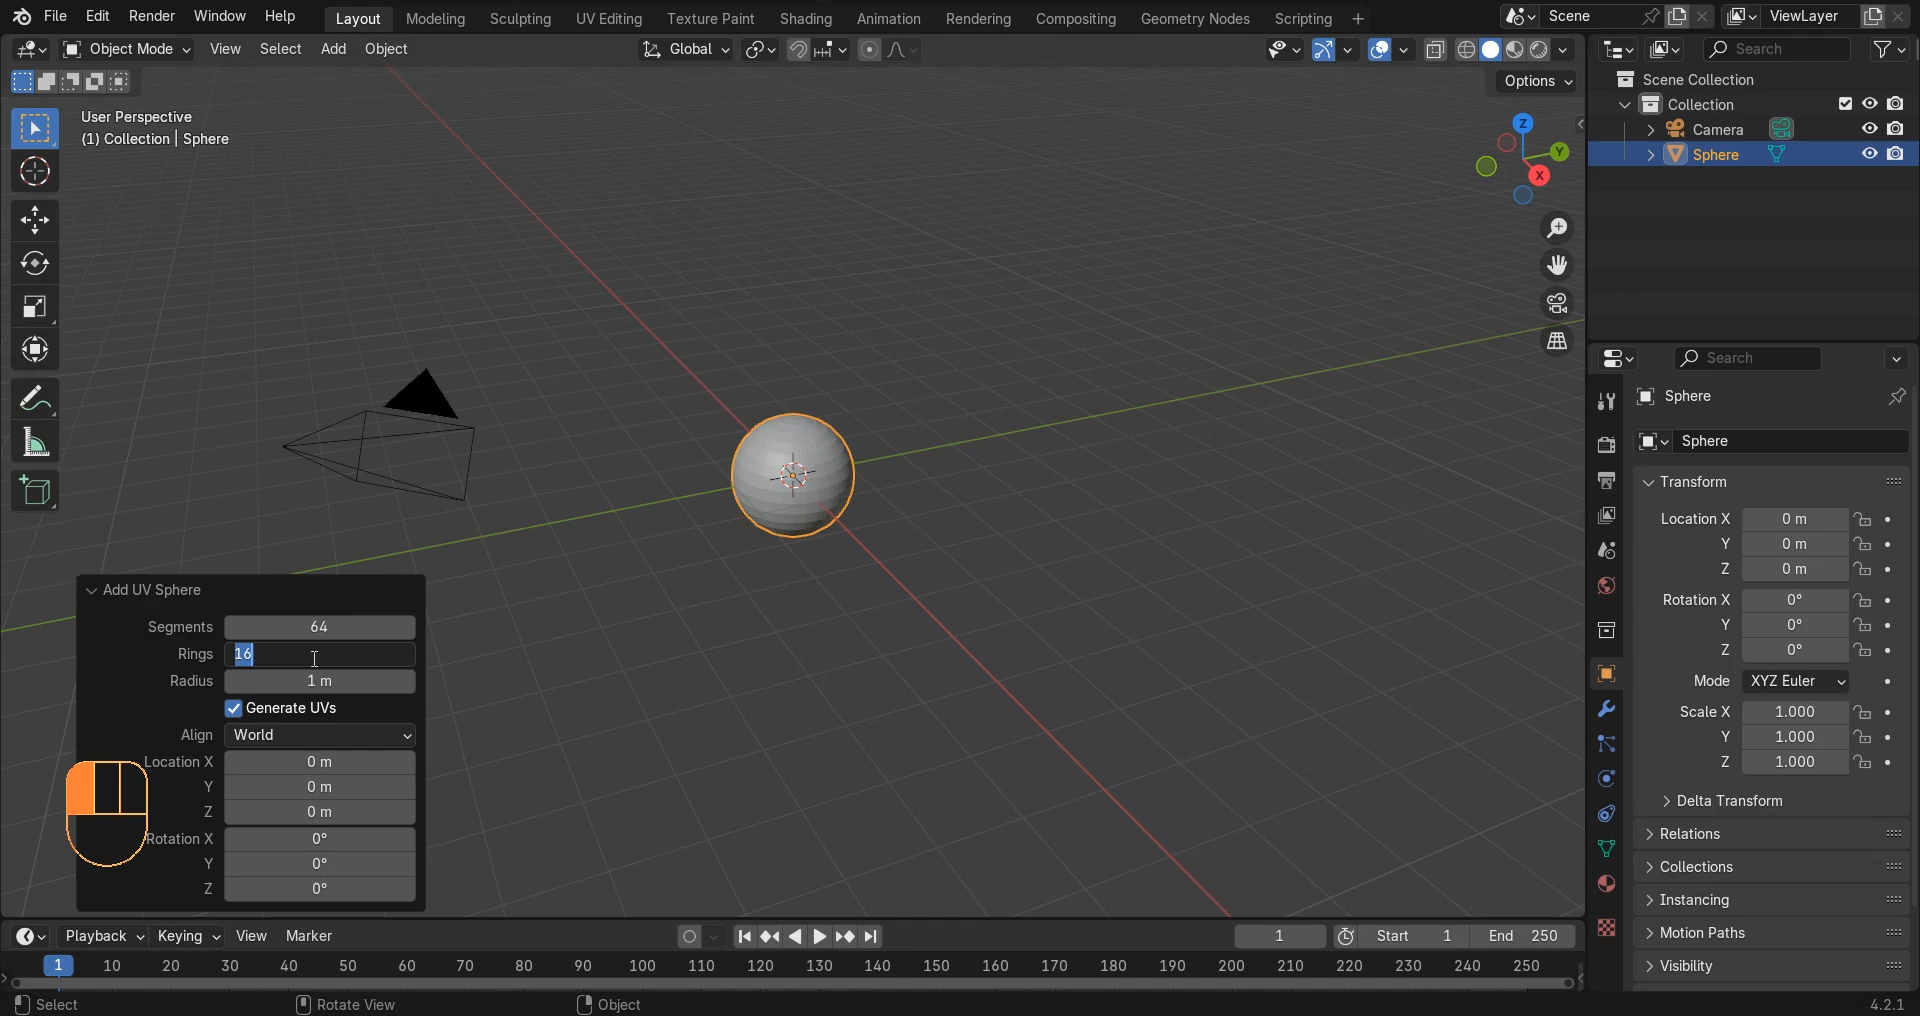 File Edit Render Window Help Layout Modeling Sculpting UV Editing Texture Paint Shading Animation Rendering Compositing Geometry Nodes Scripting + Scene ViewLayer
Object Mode View Select Add Object Global Search
Options
User Perspective
(1) Collection | Sphere
Z
Y
X
Scene Collection
Collection
Camera
Sphere
Search
Sphere
Sphere
Transform
Location X 0 m
Y 0 m
Z 0 m
Rotation X 0°
Y 0°
Z 0°
Mode XYZ Euler
Scale X 1.000
Y 1.000
Z 1.000
Delta Transform
Relations
Collections
Instancing
Motion Paths
Visibility
Add UV Sphere
Segments 64
Rings 16
Radius 1 m
Generate UVs
Align World
Location X 0 m
Y 0 m
Z 0 m
Rotation X 0°
Y 0°
Z 0°
Playback Keying View Marker 1 Start 1 End 250
1 10 20 30 40 50 60 70 80 90 100 110 120 130 140 150 160 170 180 190 200 210 220 230 240 250
Select Rotate View Object 4.2.1